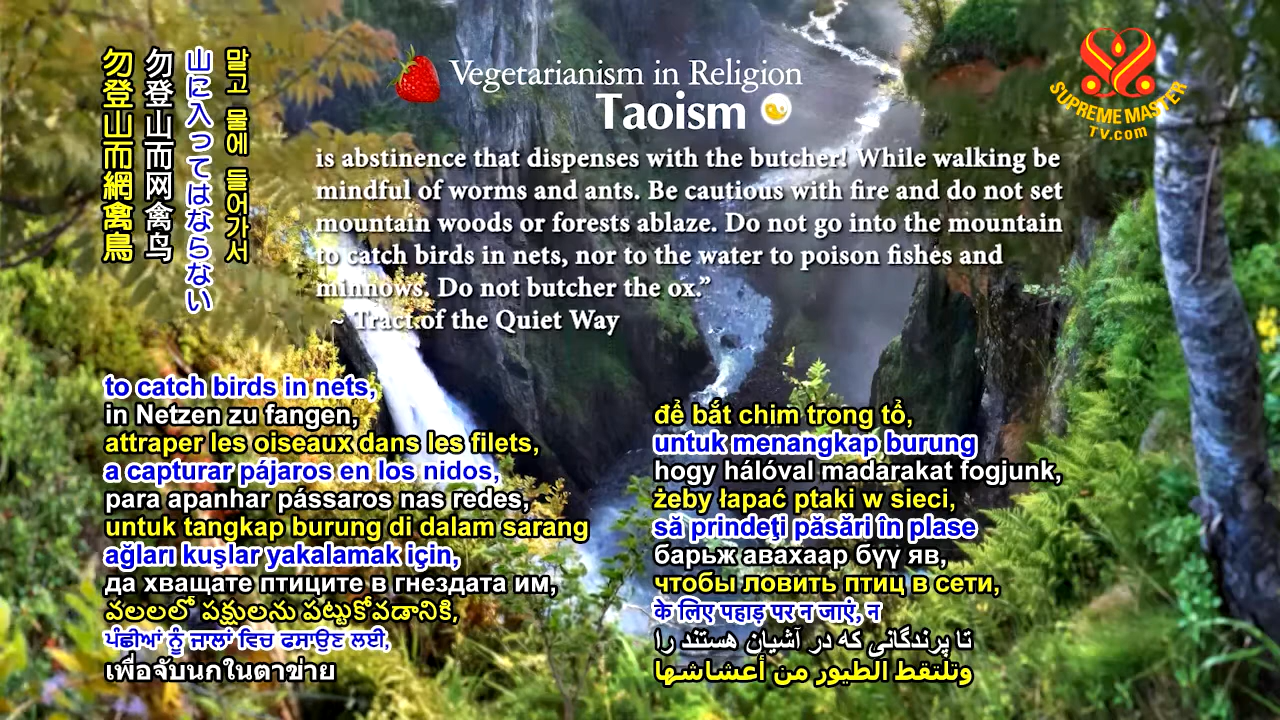 勿登山而網禽鳥
勿登山而网禽鸟
山に入ってはならない
말고 물에 들어가서
Vegetarianism in Religion
Taoism
SUPREME MASTER
TV.com
is abstinence that dispenses with the butcher! While walking be
mindful of worms and ants. Be cautious with fire and do not set
mountain woods or forests ablaze. Do not go into the mountain
to catch birds in nets, nor to the water to poison fishes and
minnows. Do not butcher the ox.”
~ Tract of the Quiet Way
to catch birds in nets,
in Netzen zu fangen,
attraper les oiseaux dans les filets,
a capturar pájaros en los nidos,
para apanhar pássaros nas redes,
untuk tangkap burung di dalam sarang
ağları kuşlar yakalamak için,
да хващате птиците в гнездата им,
వలలలో పక్షులను పట్టుకోవడానికి,
ਪੰਛੀਆਂ ਨੂੰ ਜਾਲਾਂ ਵਿਚ ਫਸਾਉਣ ਲਈ,
เพื่อจับนกในตาข่าย
để bắt chim trong tổ,
untuk menangkap burung
hogy hálóval madarakat fogjunk,
żeby łapać ptaki w sieci,
să prindeţi păsări în plase
барьж авахаар бүү яв,
чтобы ловить птиц в сети,
के लिए पहाड़ पर न जाएं, न
تا پرندگانی که در آشیان هستند را
وتلتقط الطيور من أعشاشها